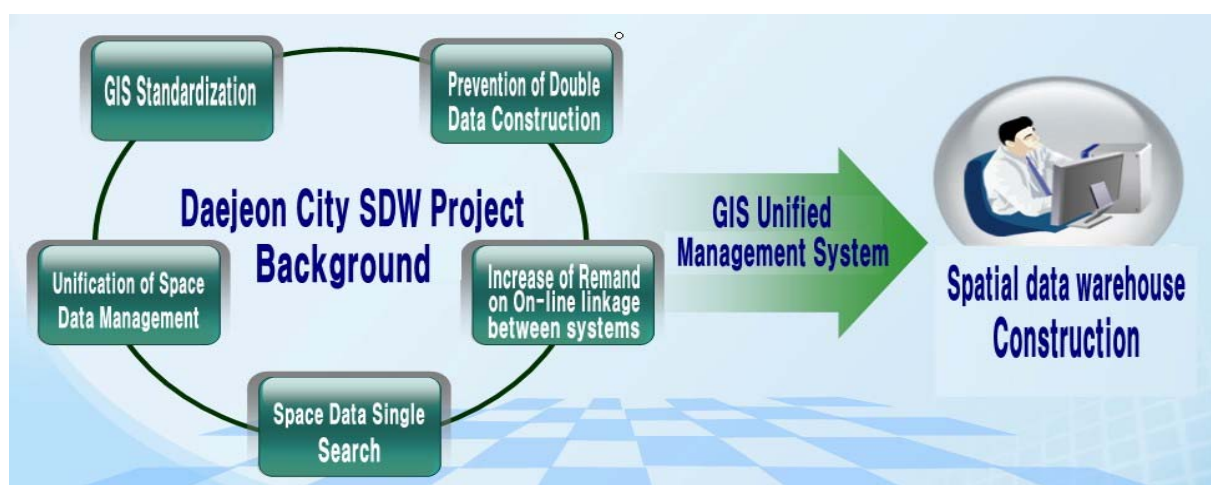 GIS Standardization
Prevention of Double
Data Construction
Daejeon City SDW Project
Background
Unification of Space
Data Management
Increase of Remand
on On-line linkage
between systems
Space Data Single
Search
GIS Unified
Management System
Spatial data warehouse
Construction